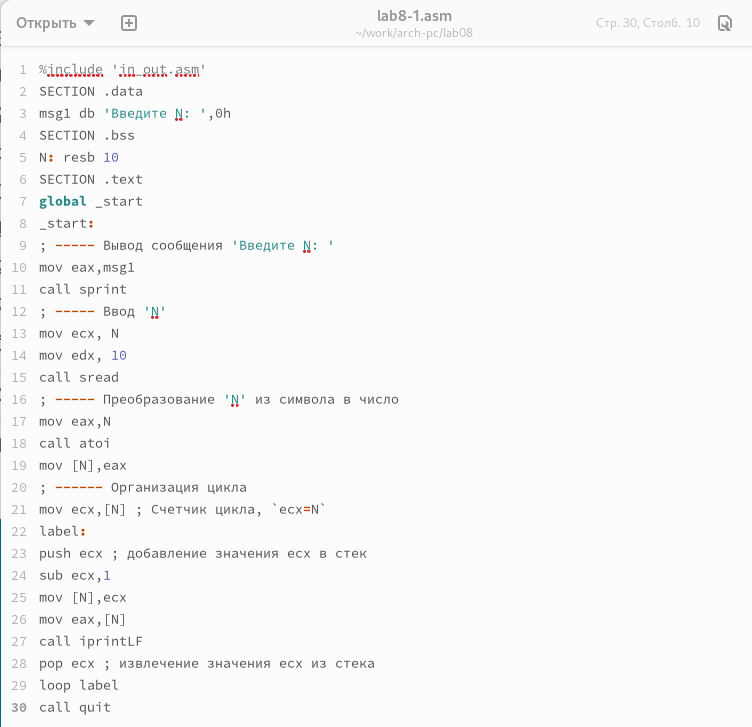 Открыть
lab8-1.asm
~/work/arch-pc/lab08
Стр. 30, Столб. 10
1 %include 'in_out.asm'
2 SECTION .data
3 msg1 db 'Введите N: ',0h
4 SECTION .bss
5 N: resb 10
6 SECTION .text
7 global _start
8 _start:
9 ; ----- Вывод сообщения 'Введите N: '
10 mov eax,msg1
11 call sprint
12 ; ----- Ввод 'N'
13 mov ecx, N
14 mov edx, 10
15 call sread
16 ; ----- Преобразование 'N' из символа в число
17 mov eax,N
18 call atoi
19 mov [N],eax
20 ; ------ Организация цикла
21 mov ecx,[N] ; Счетчик цикла, `ecx=N`
22 label:
23 push ecx ; добавление значения ecx в стек
24 sub ecx,1
25 mov [N],ecx
26 mov eax,[N]
27 call iprintLF
28 pop ecx ; извлечение значения ecx из стека
29 loop label
30 call quit